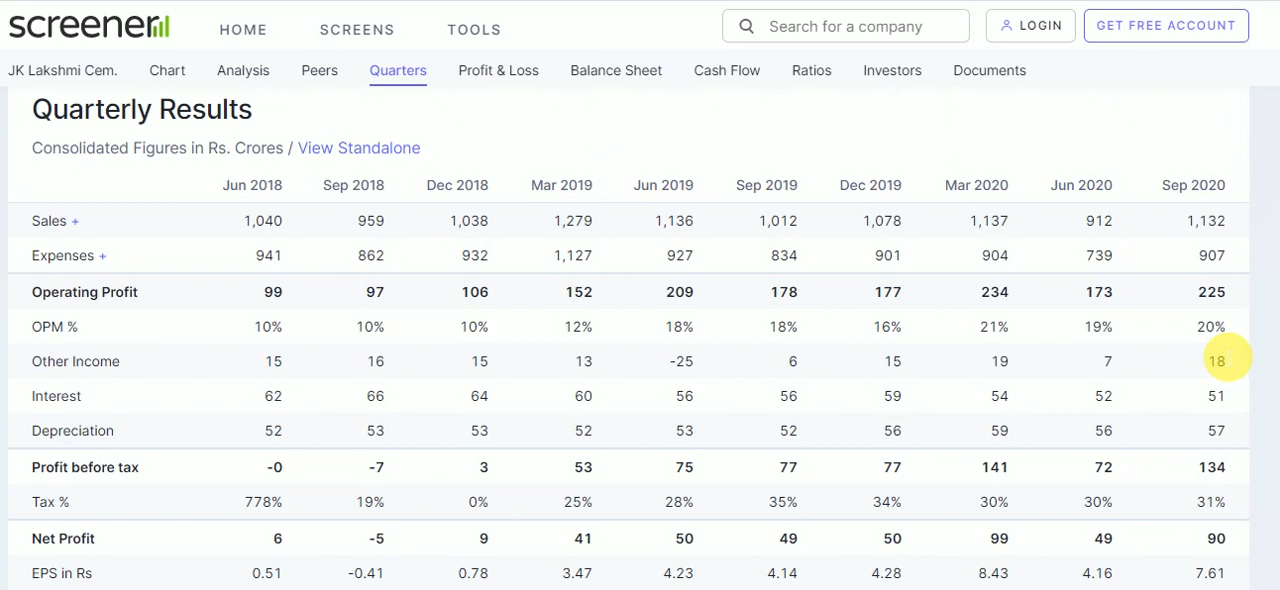 screener HOME SCREENS TOOLS Search for a company LOGIN GET FREE ACCOUNT
JK Lakshmi Cem. Chart Analysis Peers Quarters Profit & Loss Balance Sheet Cash Flow Ratios Investors Documents
Quarterly Results
Consolidated Figures in Rs. Crores / View Standalone
Jun 2018 Sep 2018 Dec 2018 Mar 2019 Jun 2019 Sep 2019 Dec 2019 Mar 2020 Jun 2020 Sep 2020
Sales + 1,040 959 1,038 1,279 1,136 1,012 1,078 1,137 912 1,132
Expenses + 941 862 932 1,127 927 834 901 904 739 907
Operating Profit 99 97 106 152 209 178 177 234 173 225
OPM % 10% 10% 10% 12% 18% 18% 16% 21% 19% 20%
Other Income 15 16 15 13 -25 6 15 19 7 18
Interest 62 66 64 60 56 56 59 54 52 51
Depreciation 52 53 53 52 53 52 56 59 56 57
Profit before tax -0 -7 3 53 75 77 77 141 72 134
Tax % 778% 19% 0% 25% 28% 35% 34% 30% 30% 31%
Net Profit 6 -5 9 41 50 49 50 99 49 90
EPS in Rs 0.51 -0.41 0.78 3.47 4.23 4.14 4.28 8.43 4.16 7.61